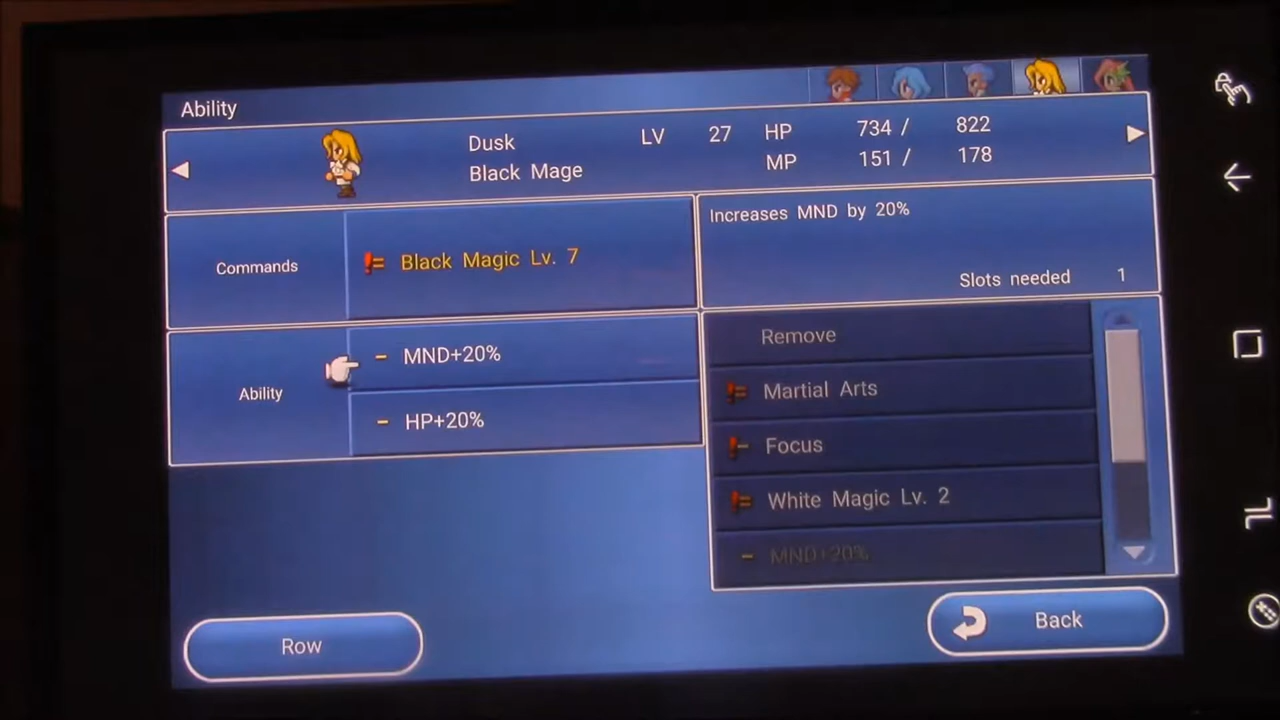 Ability
Dusk LV 27 HP 734 / 822
Black Mage MP 151 / 178
Commands
Black Magic Lv. 7
Increases MND by 20%
Slots needed 1
Ability
MND+20%
HP+20%
Remove
Martial Arts
Focus
White Magic Lv. 2
MND+20%
Row
Back